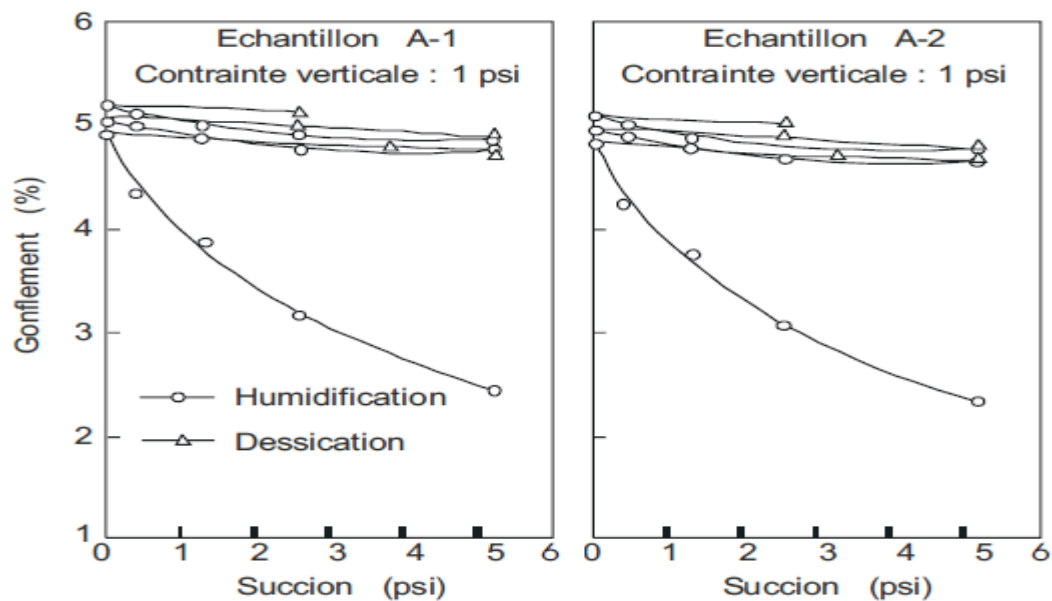 Echantillon A-1
Contrainte verticale : 1 psi
Echantillon A-2
Contrainte verticale : 1 psi
Gonflement (%)
6
5
4
3
2
1
Humidification
Dessication
0 1 2 3 4 5 6
0 1 2 3 4 5 6
Succion (psi)
Succion (psi)